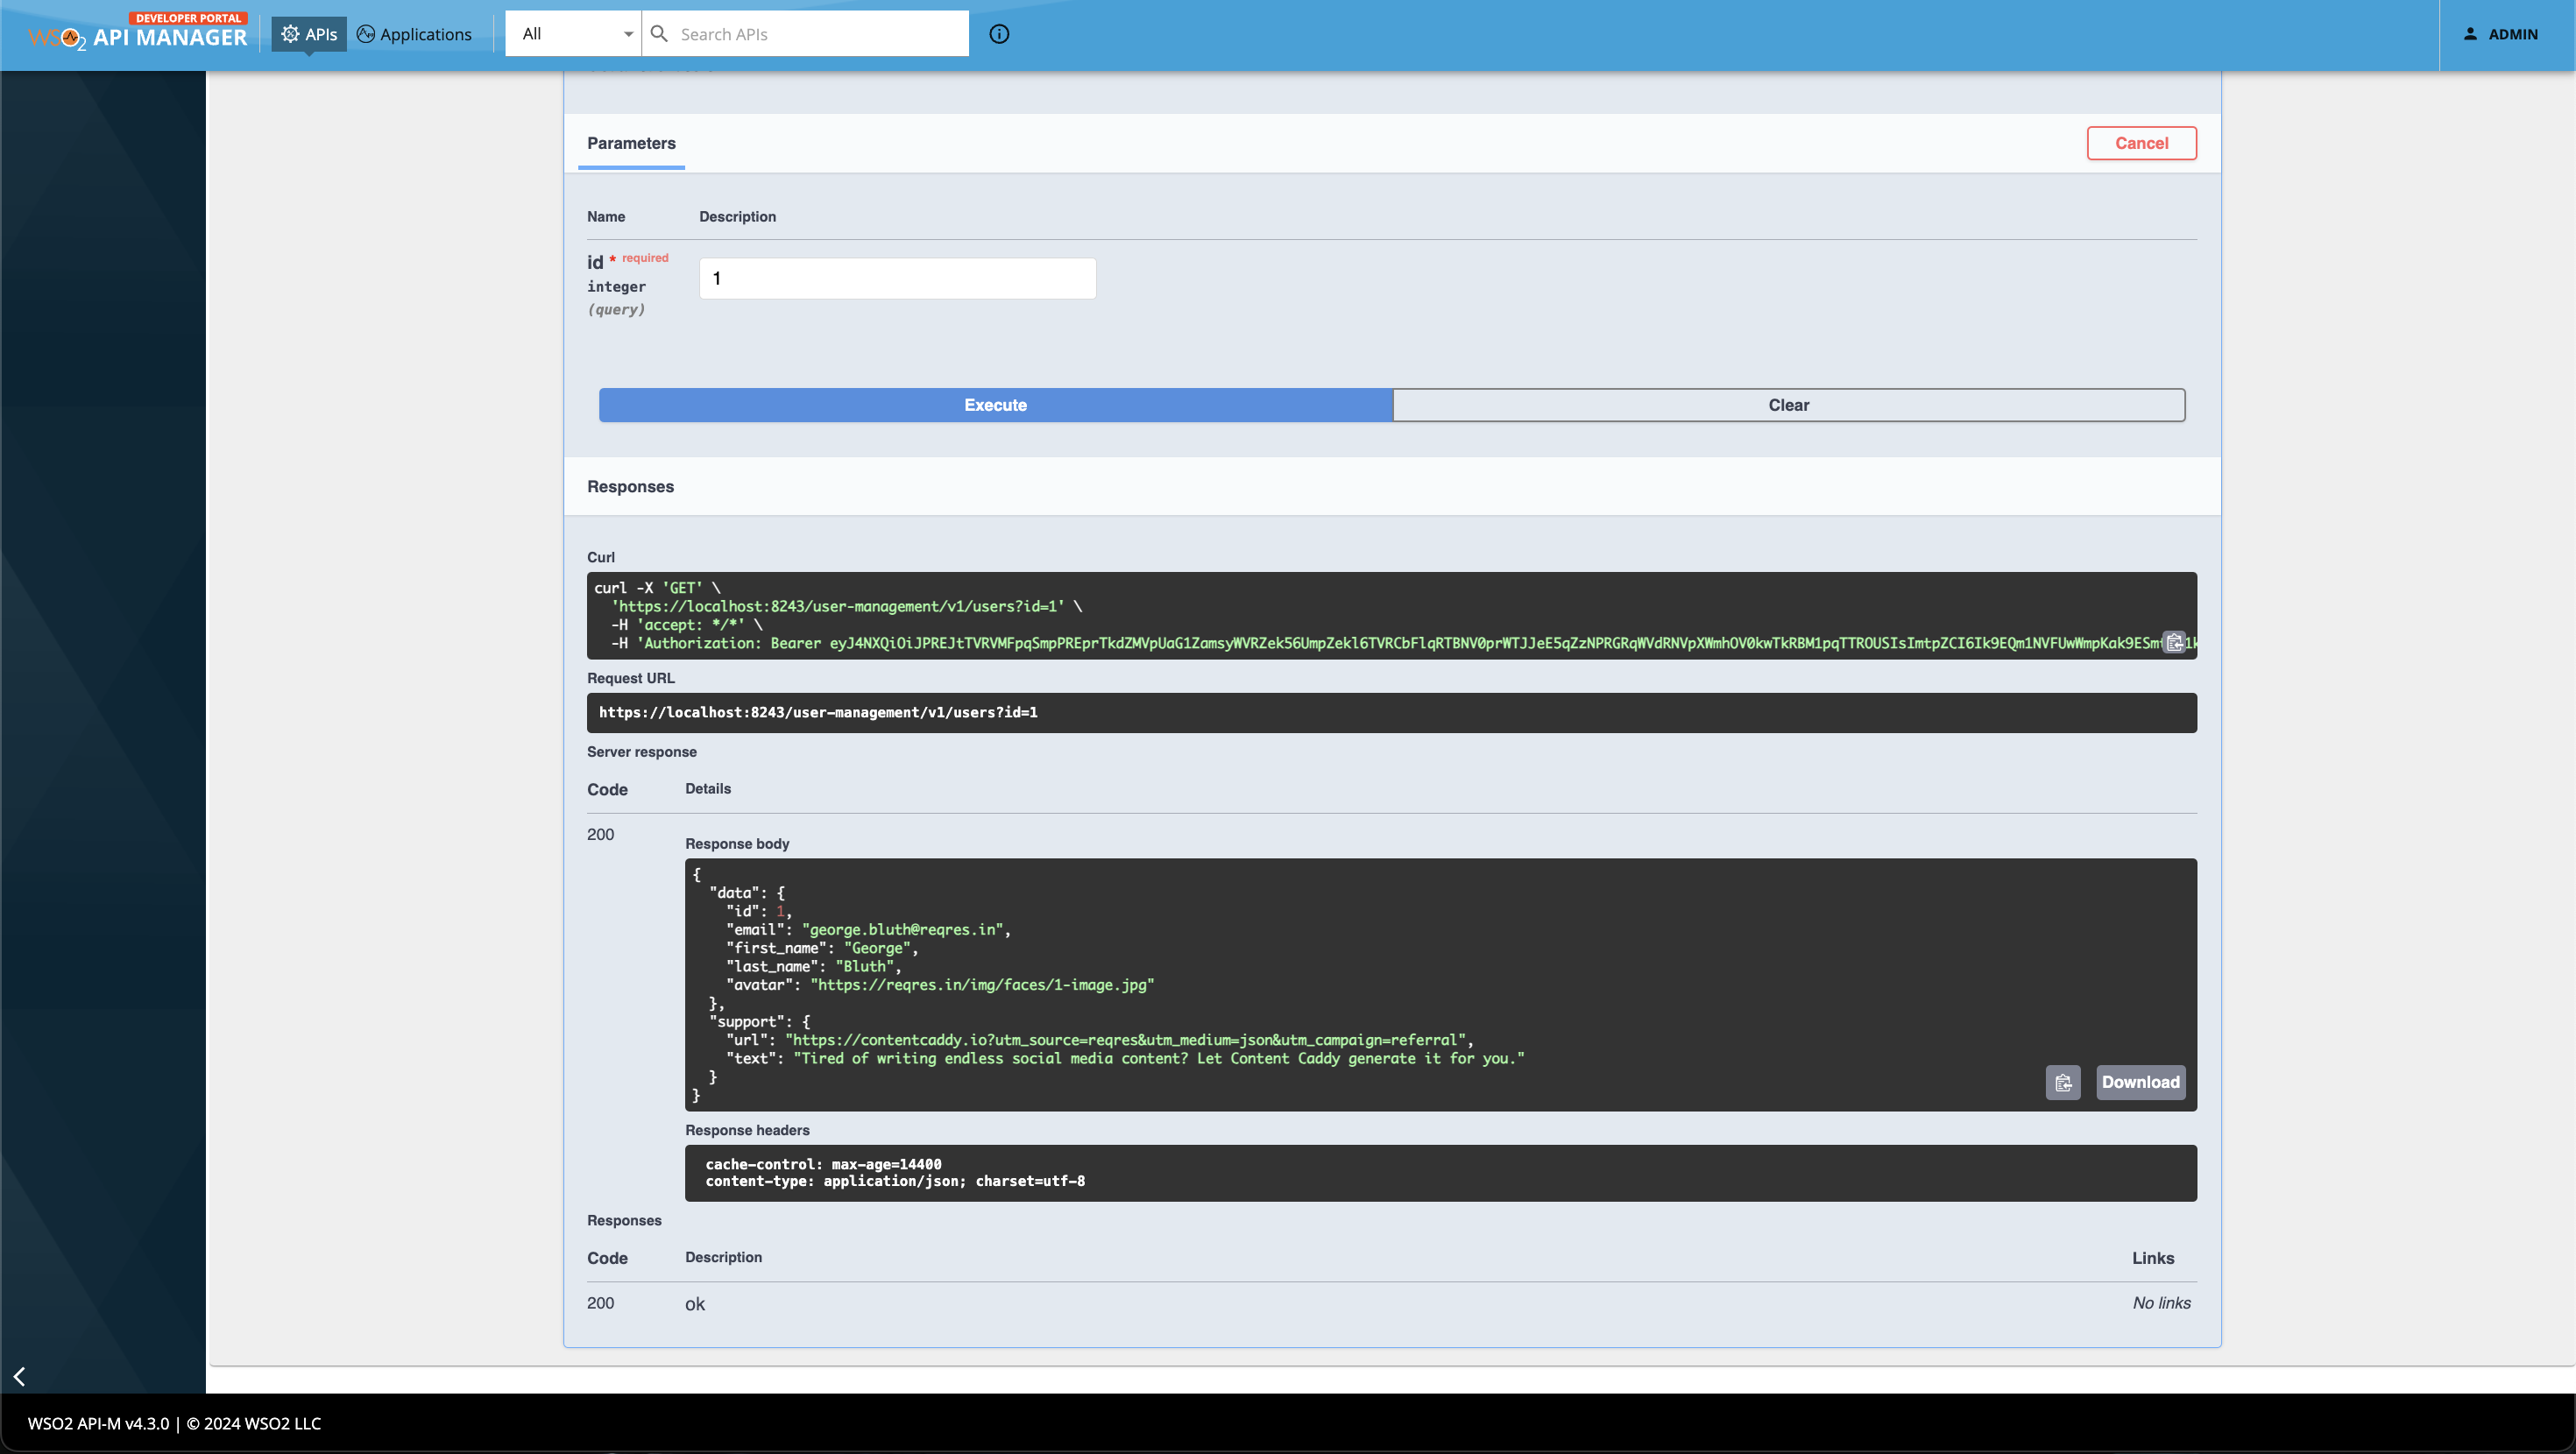 DEVELOPER PORTAL
WSO2 API MANAGER
APIs
Applications
All
Search APIs
ADMIN
Parameters
Cancel
Name
Description
id * required
1
integer
(query)
Execute
Clear
Responses
Curl
curl -X 'GET' \
'https://localhost:8243/user-management/v1/users?id=1' \
-H 'accept: */*' \
-H 'Authorization: Bearer
Request URL
https://localhost:8243/user-management/v1/users?id=1
Server response
Code
Details
200
Response body
{
"data": {
"id": 1,
"email": "george.bluth@reqres.in",
"first_name": "George",
"last_name": "Bluth",
"avatar": "https://reqres.in/img/faces/1-image.jpg"
},
"support": {
"url": "https://contentcaddy.io?utm_source=reqres&utm_medium=json&utm_campaign=referral",
"text": "Tired of writing endless social media content? Let Content Caddy generate it for you."
}
}
Download
Response headers
cache-control: max-age=14400
content-type: application/json; charset=utf-8
Responses
Code
Description
Links
200
ok
No links
WSO2 API-M v4.3.0 | © 2024 WSO2 LLC